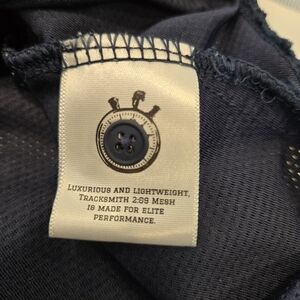 Luxurious and lightweight,
Tracksmith 2:09 Mesh
is made for elite
performance.